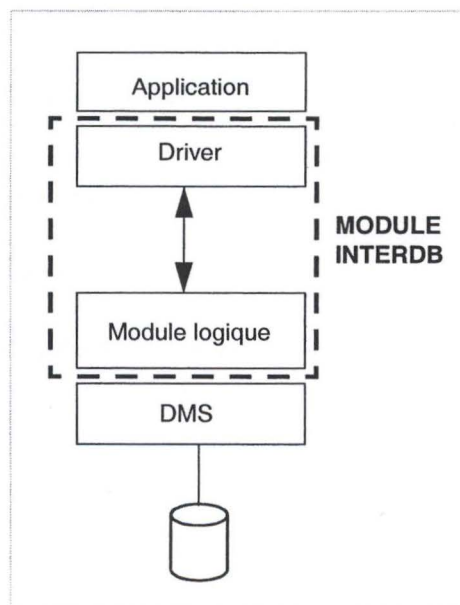 Application
Driver
MODULE
INTERDB
Module logique
DMS